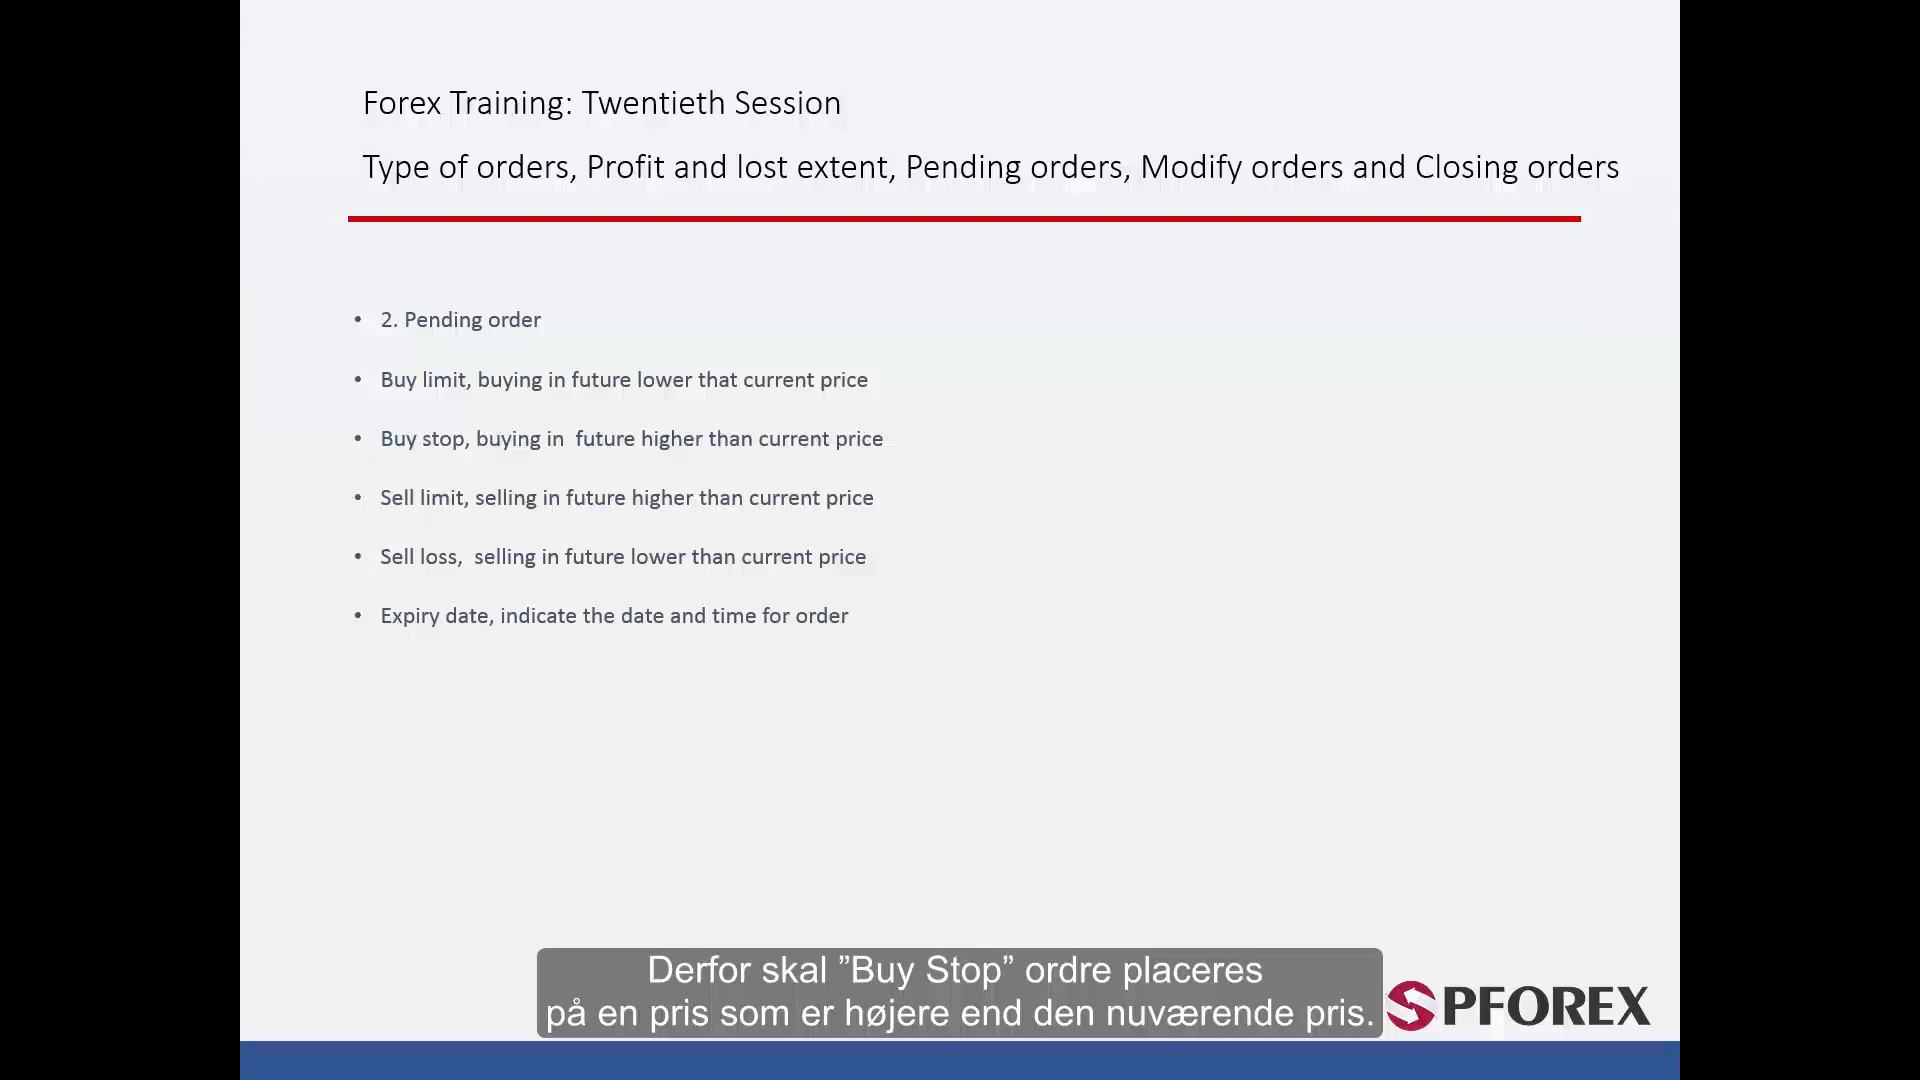 Forex Training: Twentieth Session
Type of orders, Profit and lost extent, Pending orders, Modify orders and Closing orders
• 2. Pending order
• Buy limit, buying in future lower that current price
• Buy stop, buying in future higher than current price
• Sell limit, selling in future higher than current price
• Sell loss, selling in future lower than current price
• Expiry date, indicate the date and time for order
Derfor skal ”Buy Stop” ordre placeres
på en pris som er højere end den nuværende pris.
SPFOREX